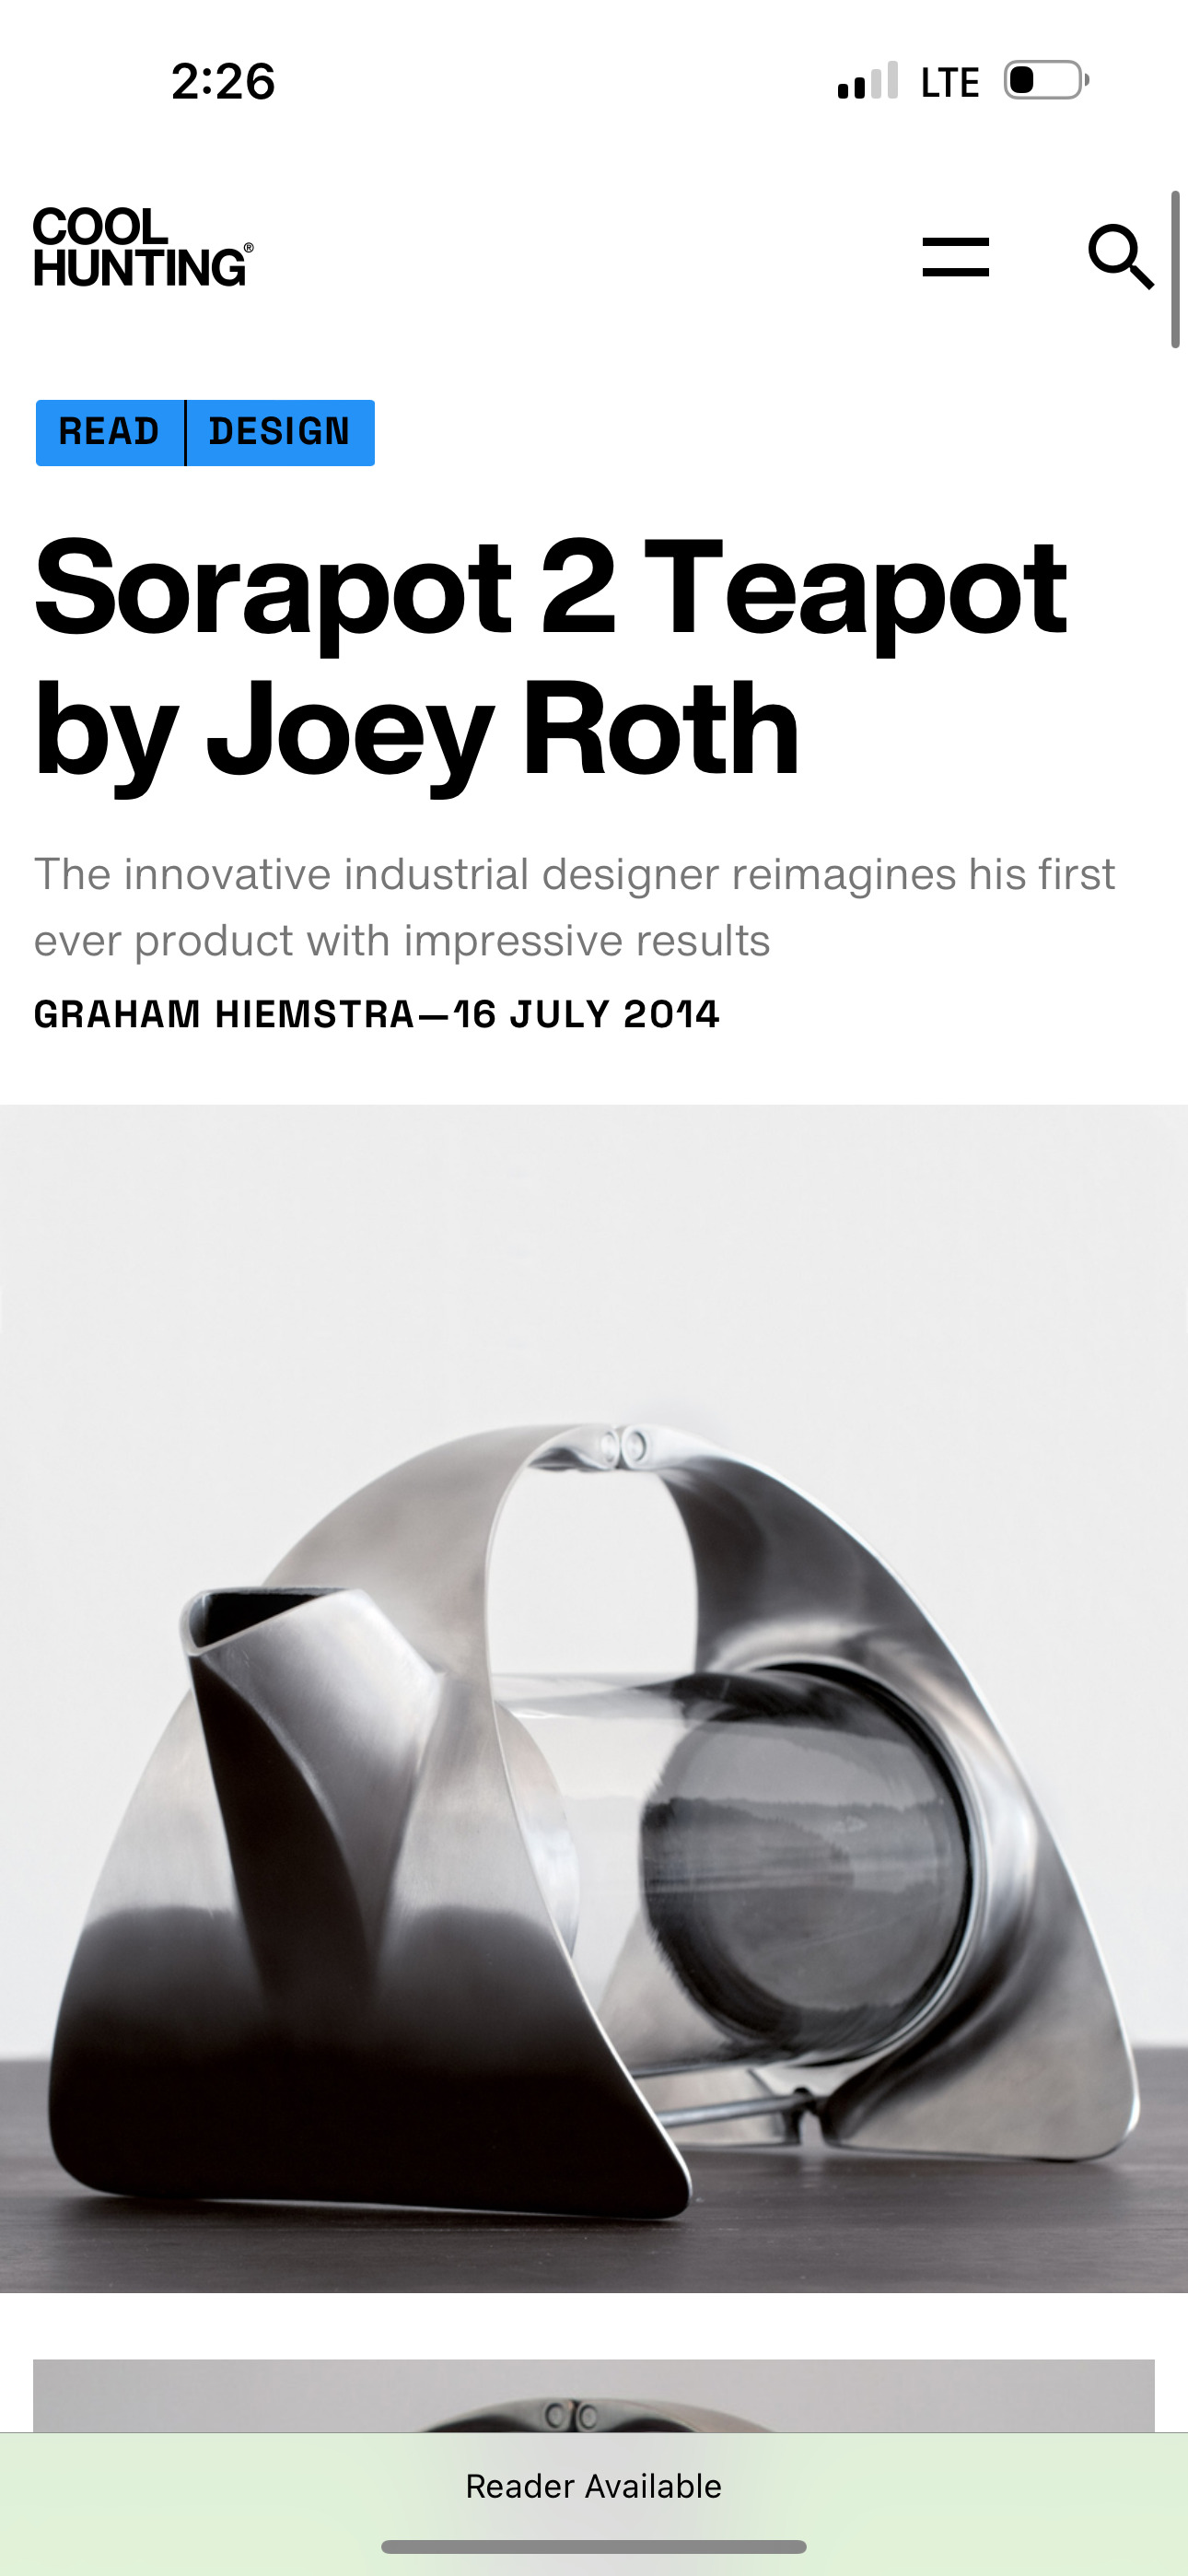 2:26
LTE
COOL
HUNTING®
READ DESIGN
Sorapot 2 Teapot
by Joey Roth
The innovative industrial designer reimagines his first
ever product with impressive results
GRAHAM HIEMSTRA—16 JULY 2014
Reader Available